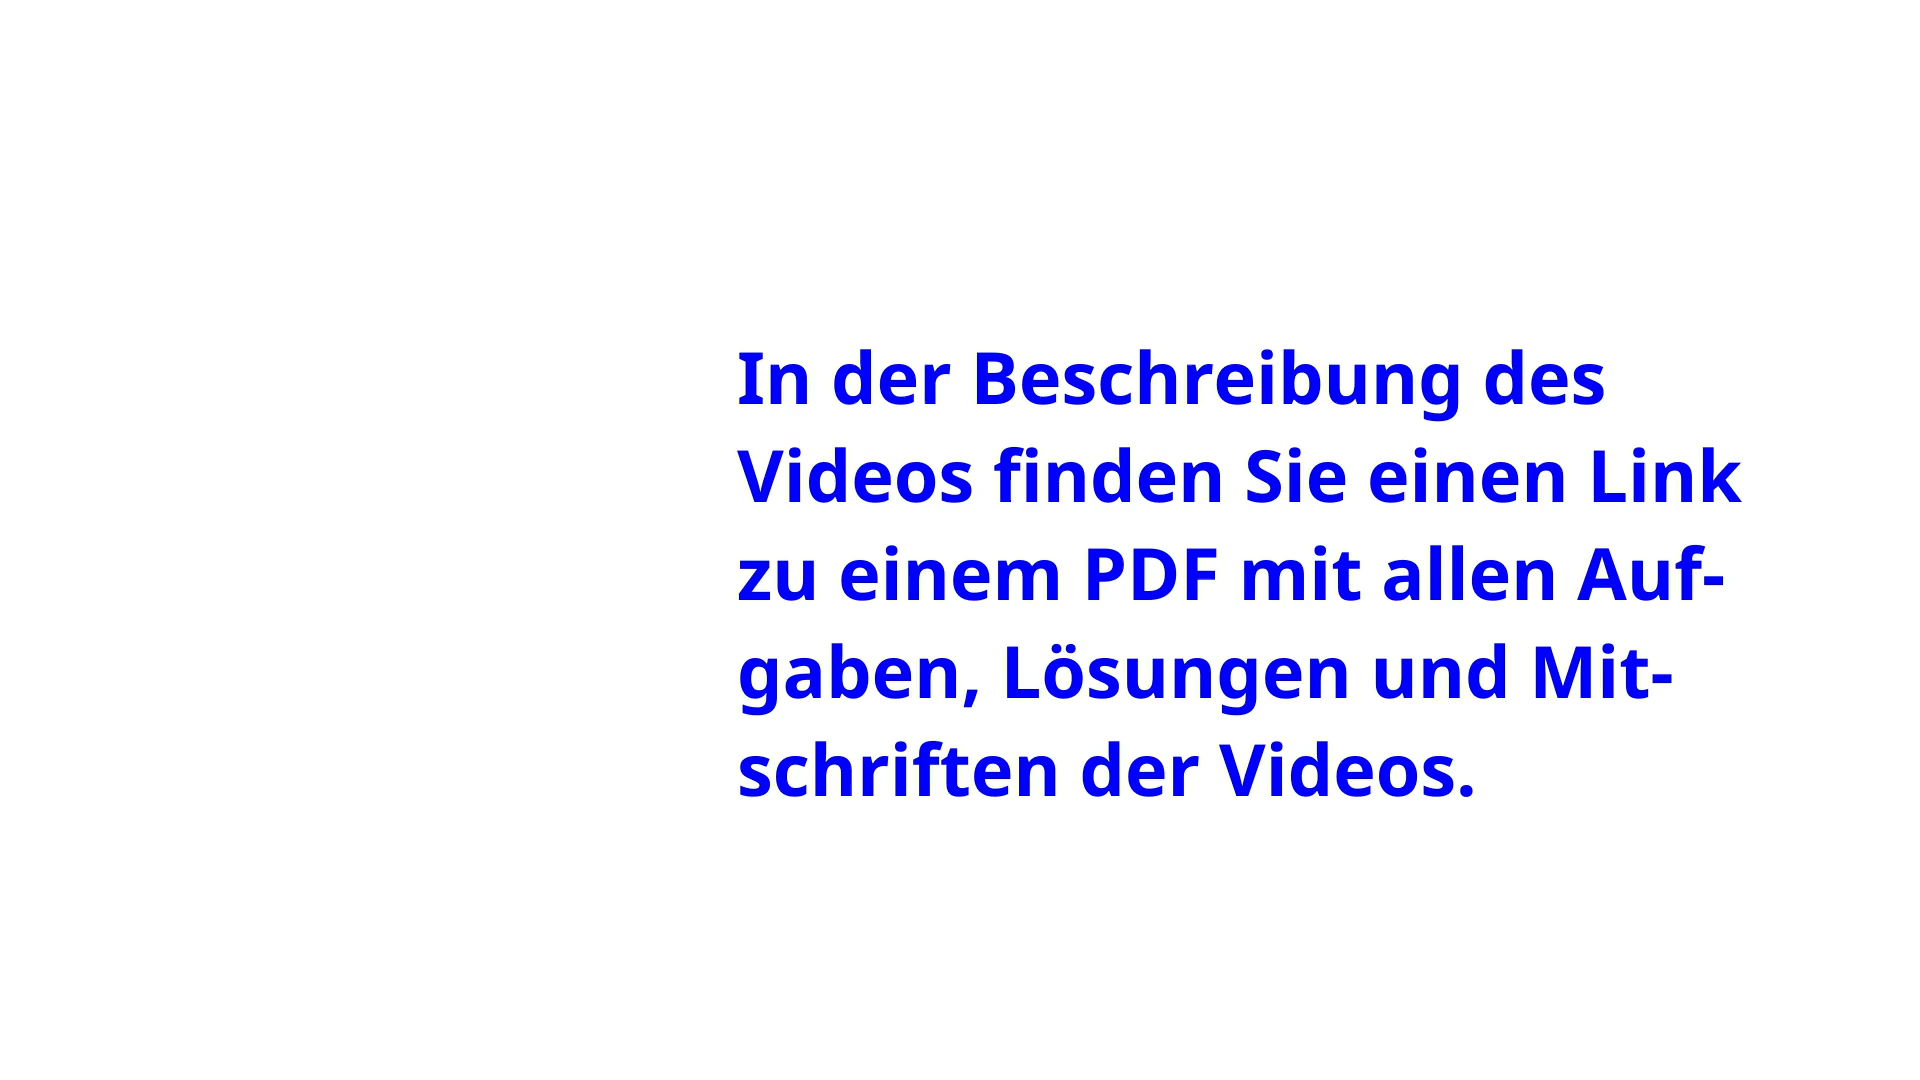 In der Beschreibung des
Videos finden Sie einen Link
zu einem PDF mit allen Auf-
gaben, Lösungen und Mit-
schriften der Videos.